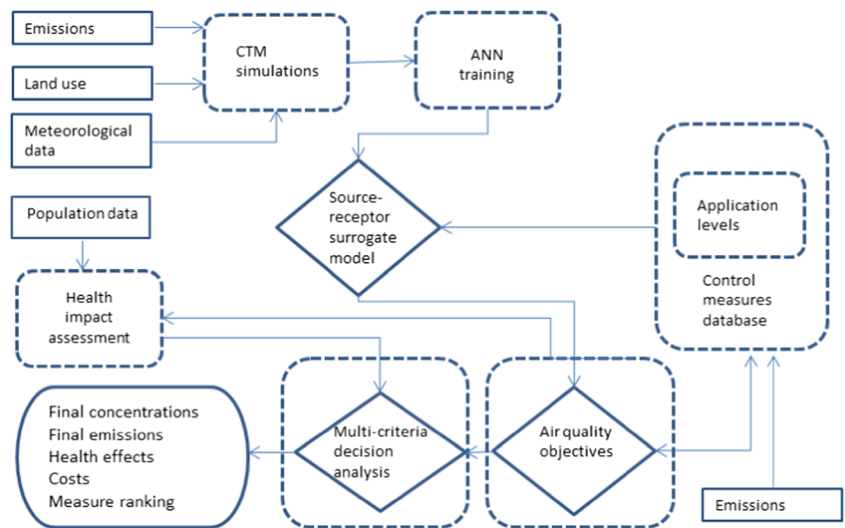 Emissions
CTM
simulations
ANN
training
Land use
Meteorological
data
Population data
Source-
receptor
surrogate
model
Application
levels
Control
measures
database
Health
impact
assessment
Final concentrations
Final emissions
Health effects
Costs
Measure ranking
Multi-criteria
decision
analysis
Air quality
objectives
Emissions